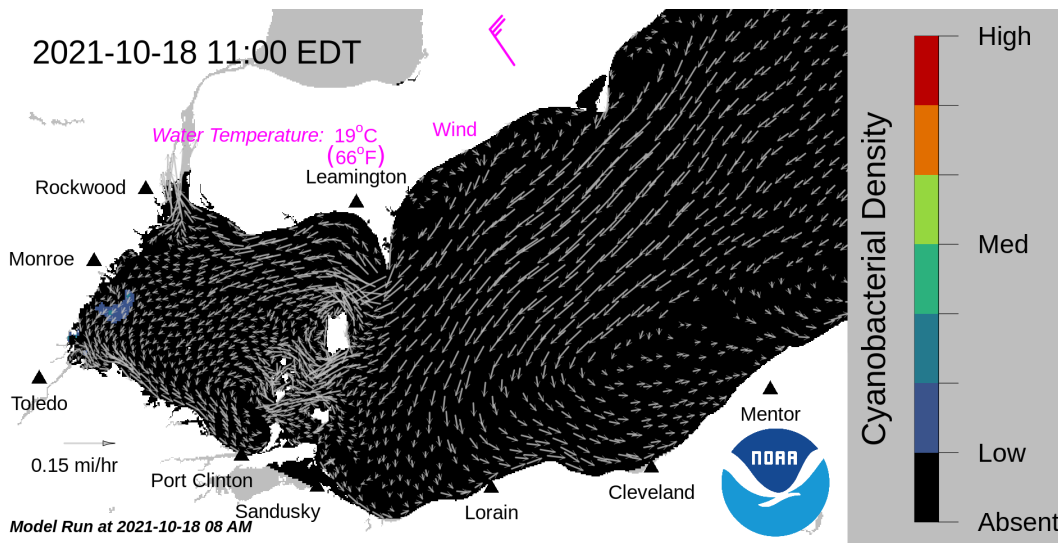 2021-10-18 11:00 EDT
Wind
Water Temperature: 19°C
(66°F)
Leamington
Rockwood
Monroe
Toledo
0.15 mi/hr
Port Clinton
Sandusky
Lorain
Cleveland
Mentor
NOAA
Model Run at 2021-10-18 08 AM
Cyanobacterial Density
High
Med
Low
Absent